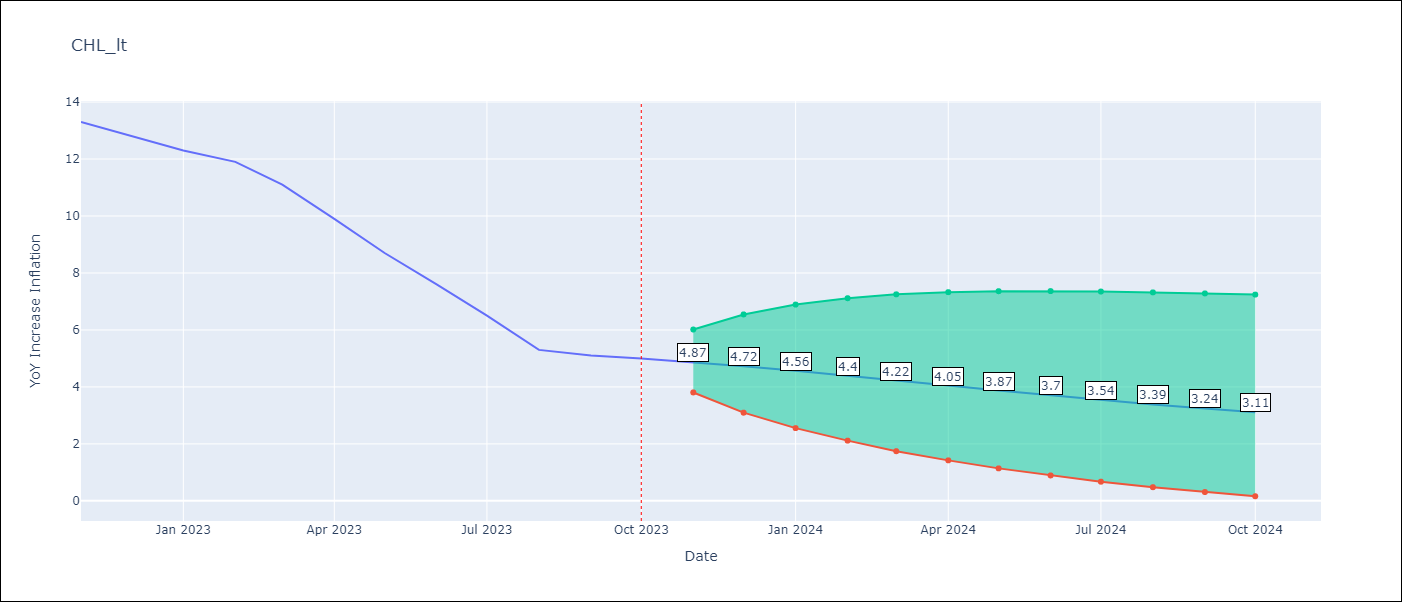 CHL_lt
YoY Increase Inflation
14
12
10
8
6
4
2
0
4.87
4.72
4.56
4.4
4.22
4.05
3.87
3.7
3.54
3.39
3.24
3.11
Jan 2023
Apr 2023
Jul 2023
Oct 2023
Jan 2024
Apr 2024
Jul 2024
Oct 2024
Date